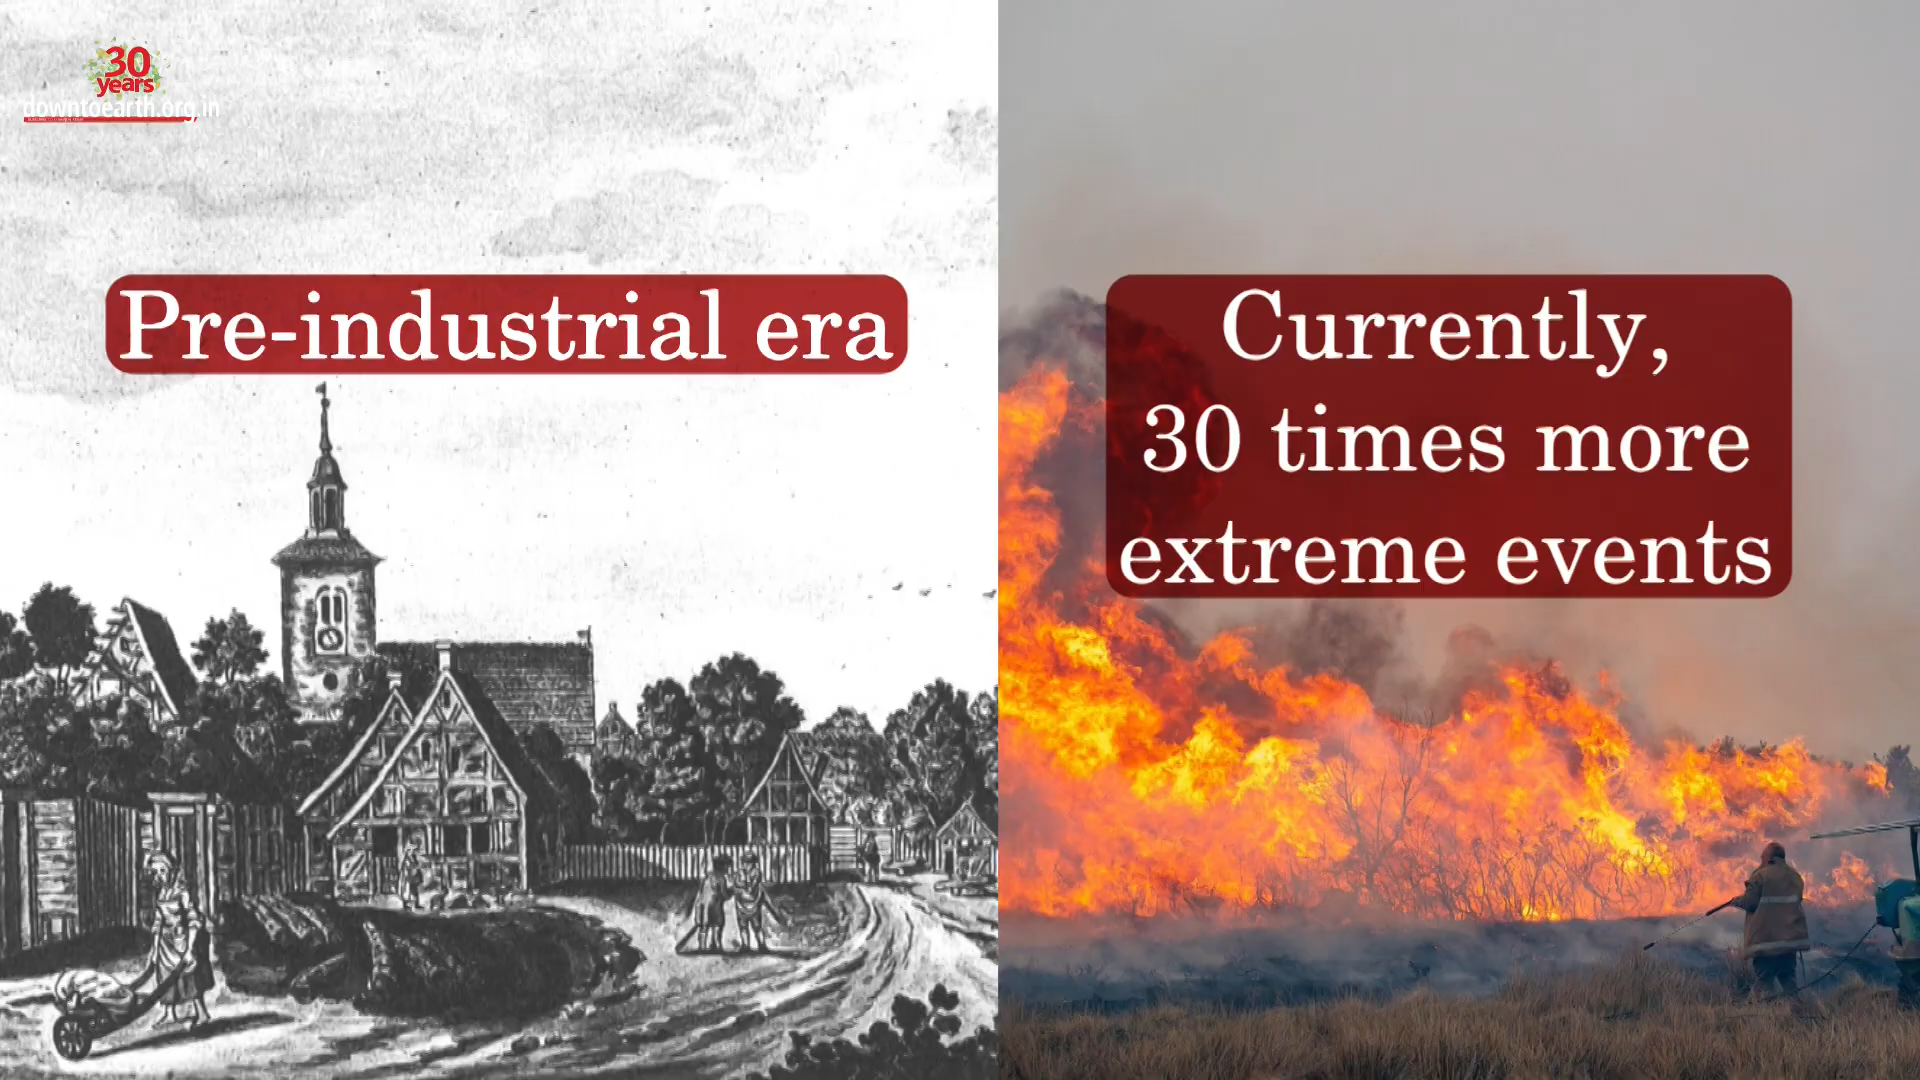 30
years
downtoearth.org.in
Pre-industrial era
Currently,
30 times more
extreme events